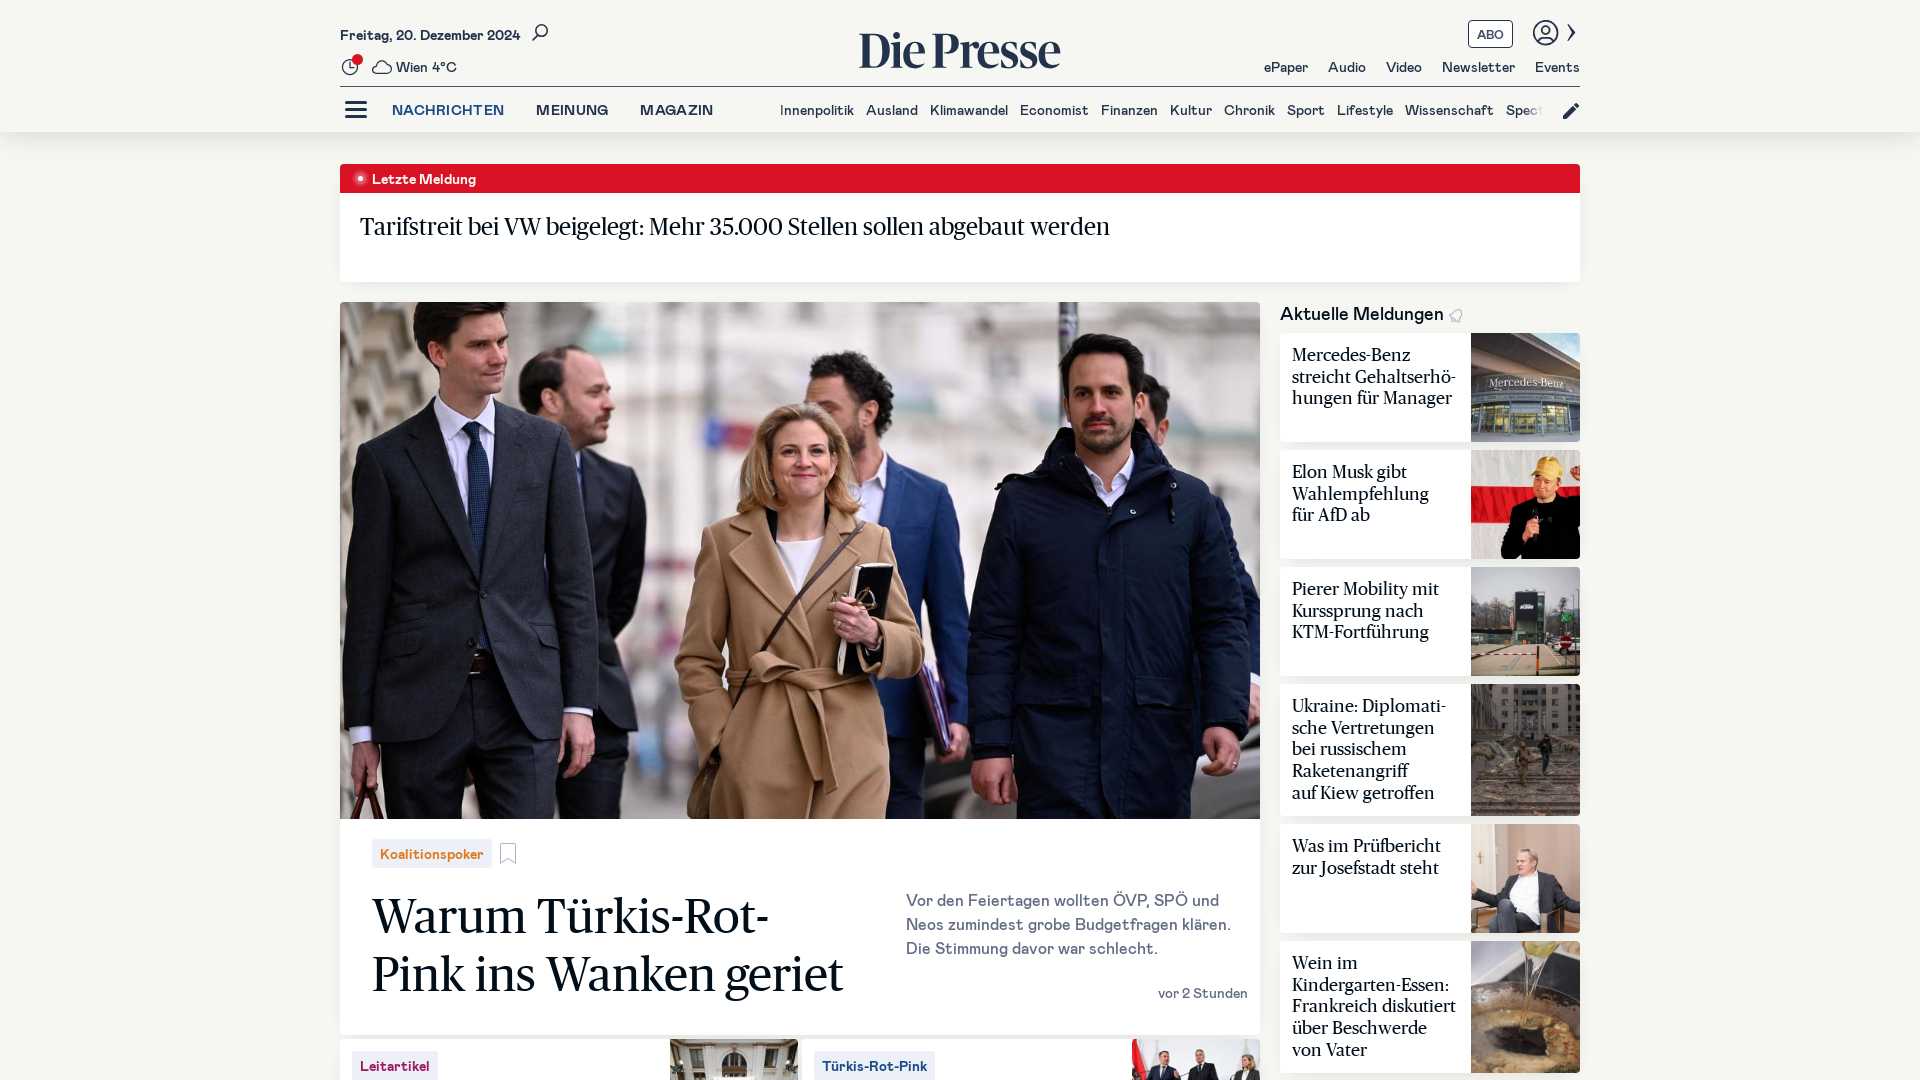 Freitag, 20. Dezember 2024
Wien 4°C
Die Presse
ABO
ePaper Audio Video Newsletter Events
NACHRICHTEN MEINUNG MAGAZIN
Innenpolitik Ausland Klimawandel Economist Finanzen Kultur Chronik Sport Lifestyle Wissenschaft
Letzte Meldung
Tarifstreit bei VW beigelegt: Mehr 35.000 Stellen sollen abgebaut werden
Koalitionspoker
Warum Türkis-Rot-
Pink ins Wanken geriet
Vor den Feiertagen wollten ÖVP, SPÖ und
Neos zumindest grobe Budgetfragen klären.
Die Stimmung davor war schlecht.
vor 2 Stunden
Leitartikel
Türkis-Rot-Pink
Aktuelle Meldungen
Mercedes-Benz
streicht Gehaltserhö-
hungen für Manager
Mercedes-Benz
Elon Musk gibt
Wahlempfehlung
für AfD ab
Pierer Mobility mit
Kurssprung nach
KTM-Fortführung
Ukraine: Diplomati-
sche Vertretungen
bei russischem
Raketenangriff
auf Kiew getroffen
Was im Prüfbericht
zur Josefstadt steht
Wein im
Kindergarten-Essen:
Frankreich diskutiert
über Beschwerde
von Vater